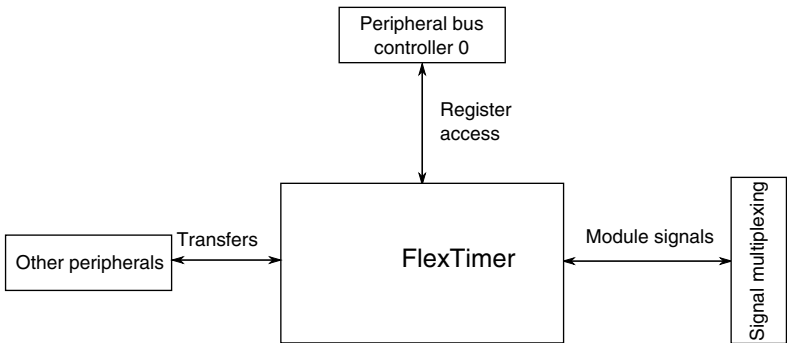 Peripheral bus
controller 0
Register
access
Other peripherals
Transfers
FlexTimer
Module signals
Signal multiplexing